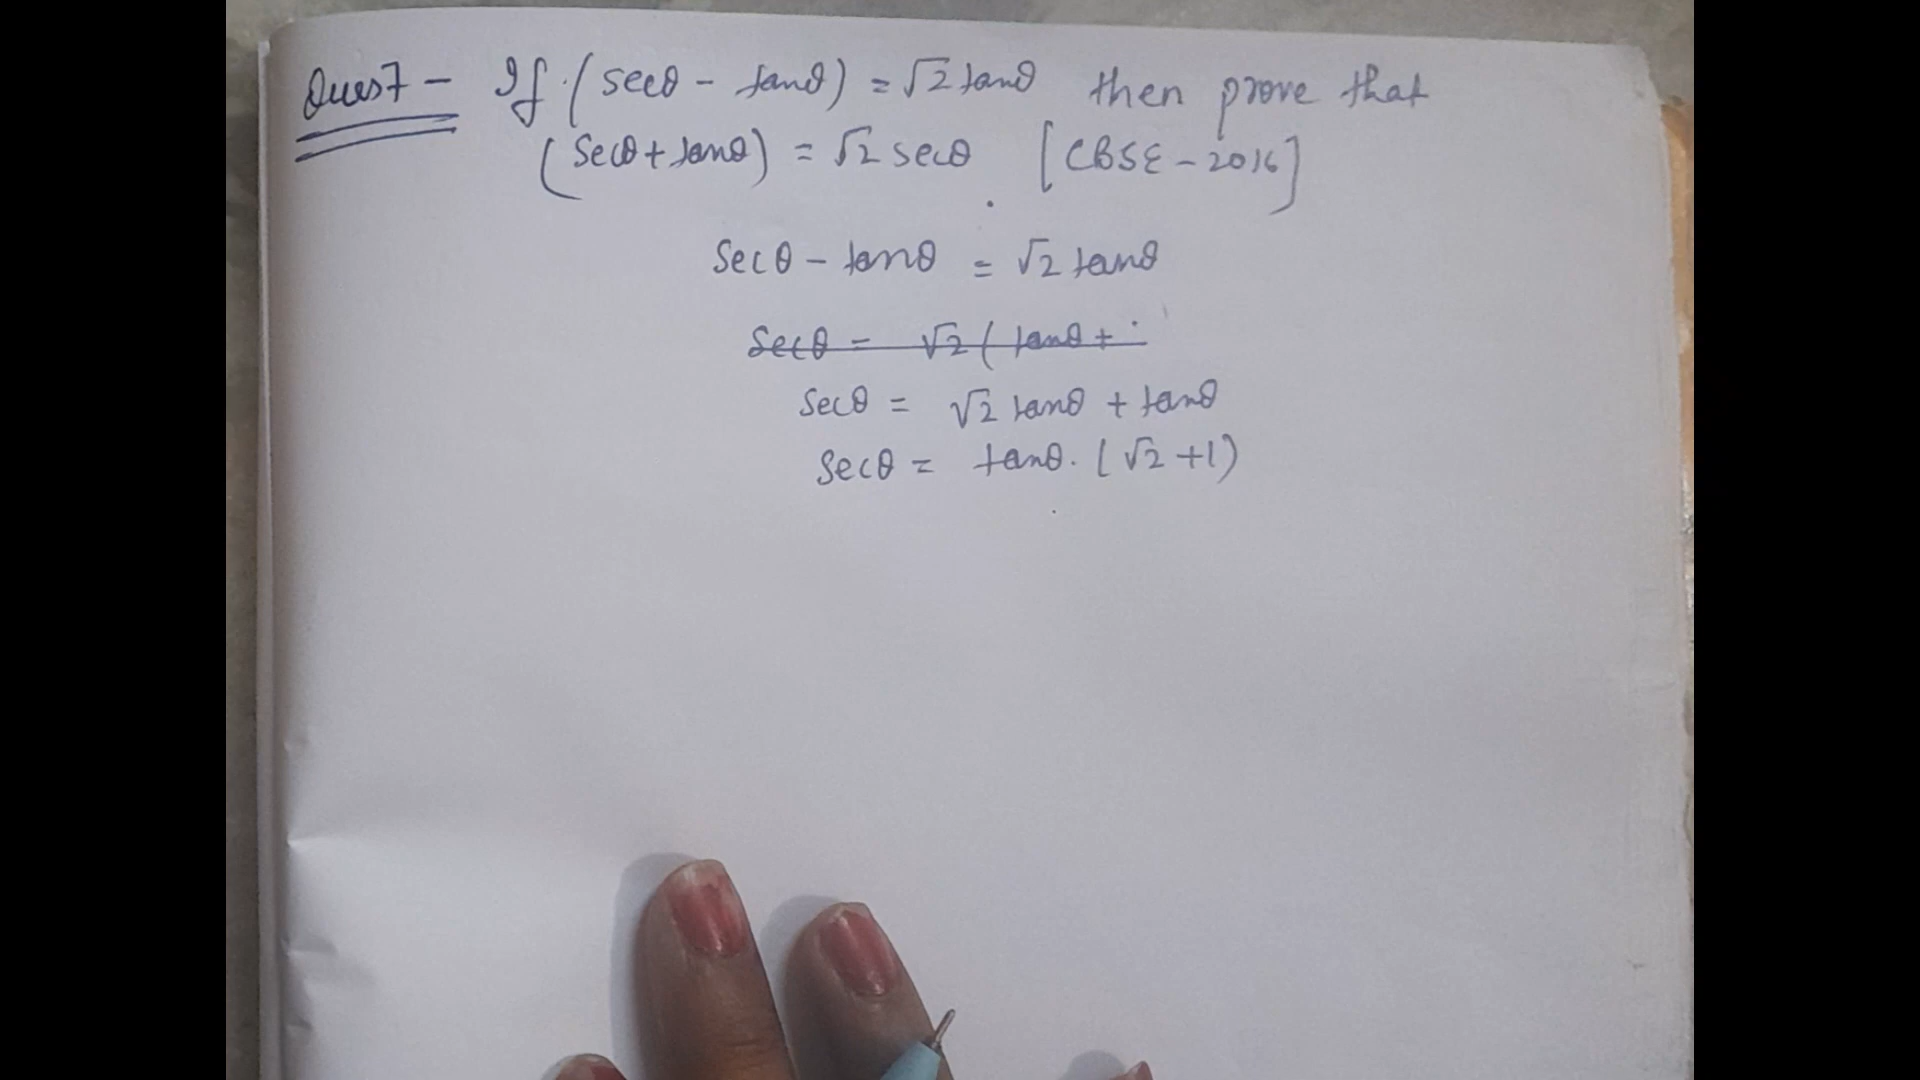 Ques7 - If (secθ - tanθ) = √2 tanθ then prove that
(secθ + tanθ) = √2 secθ [CBSE - 2016]
secθ - tanθ = √2 tanθ
secθ = √2 ( tanθ +
secθ = √2 tanθ + tanθ
secθ = tanθ. (√2 +1)